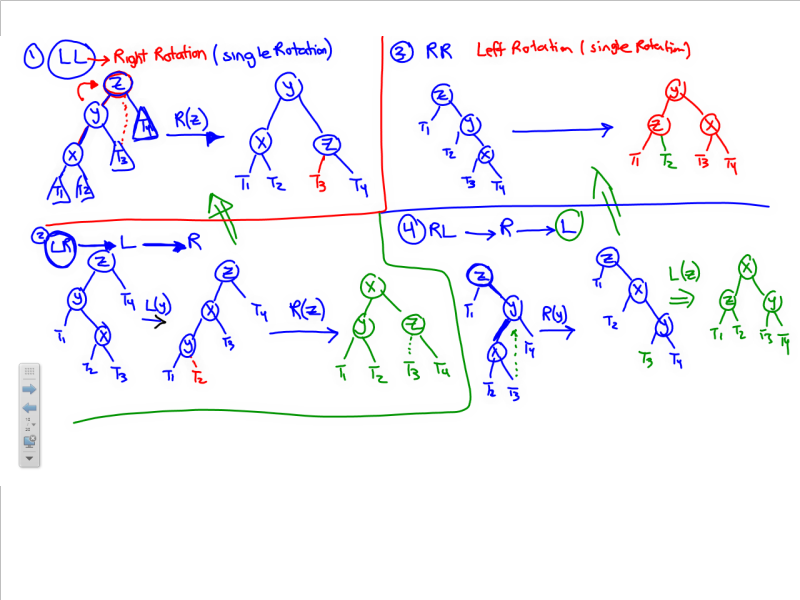 1 LL → Right Rotation (single Rotation)
z
y
x
T1 T2
T3
T4
R(z)
y
x z
T1 T2 T3 T4
3 RR Left Rotation (single Rotation)
z
T1 y
T2 x
T3 T4
y
z x
T1 T2 T3 T4
2 LR → L → R
z
y T4
T1 x
T2 T3
L(y)
z
x T4
y T3
T1 T2
R(z)
x
y z
T1 T2 T3 T4
4 RL → R → L
z
T1 y
x T4
T2 T3
R(y)
z
T1 x
T2 y
T3 T4
L(z)
x
z y
T1 T2 T3 T4